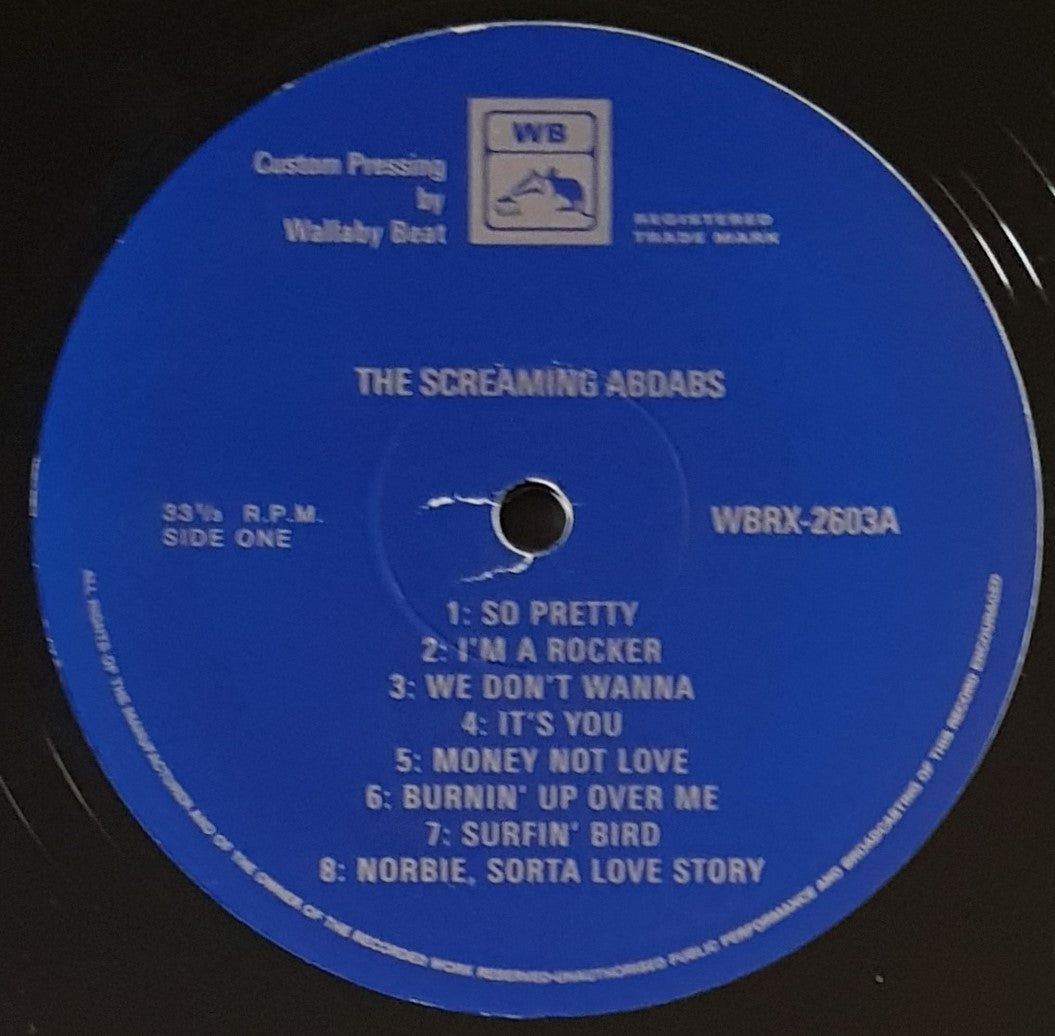 WB
Custom Pressing
by
Wallaby Beat
REGISTERED
TRADE MARK
THE SCREAMING ABDABS
33⅓ R.P.M.
SIDE ONE
WBRX-2603A
1: SO PRETTY
2: I'M A ROCKER
3: WE DON'T WANNA
4: IT'S YOU
5: MONEY NOT LOVE
6: BURNIN' UP OVER ME
7: SURFIN' BIRD
8: NORBIE, SORTA LOVE STORY
ALL RIGHTS OF THE MANUFACTURER AND OF THE OWNER OF THE RECORDED WORK RESERVED-UNAUTHORISED PUBLIC PERFORMANCE AND BROADCASTING OF THIS RECORD ENCOURAGED